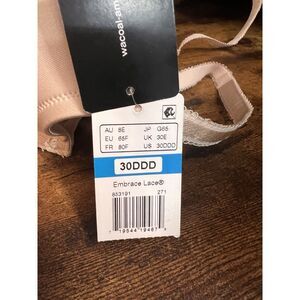 wacoal-am
AU 8E JP G65
EU 65F UK 30E
FR 80F US 30DDD
30DDD
Embrace Lace®
853191 271